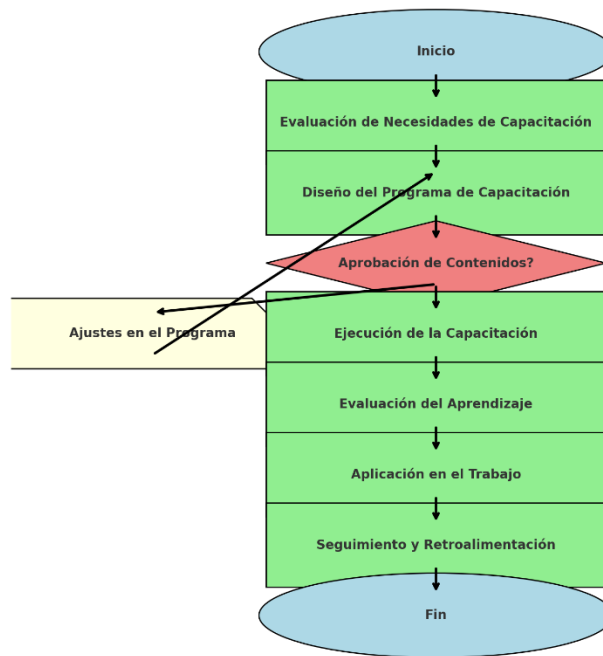 Inicio
Evaluación de Necesidades de Capacitación
Diseño del Programa de Capacitación
Aprobación de Contenidos?
Ajustes en el Programa
Ejecución de la Capacitación
Evaluación del Aprendizaje
Aplicación en el Trabajo
Seguimiento y Retroalimentación
Fin